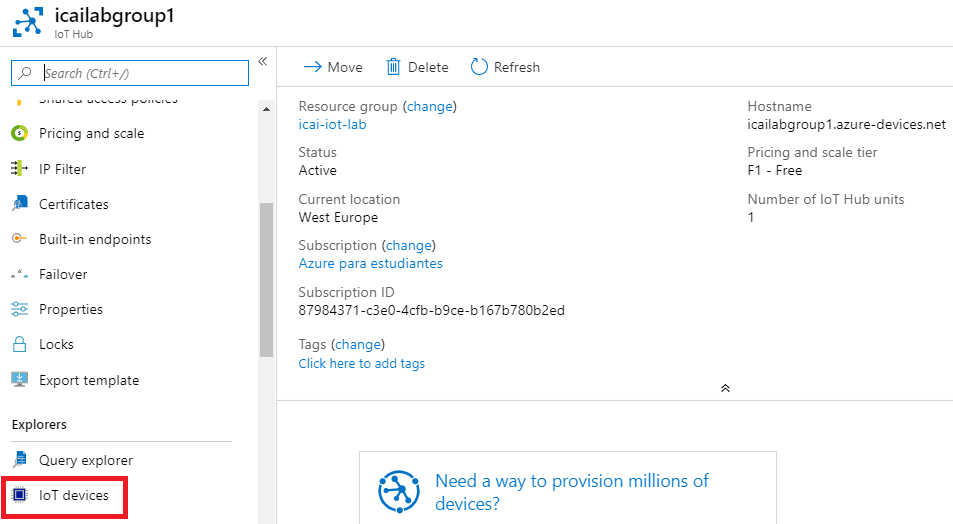 icailabgroup1
IoT Hub
Search (Ctrl+/)
Shared access policies
Pricing and scale
IP Filter
Certificates
Built-in endpoints
Failover
Properties
Locks
Export template
Explorers
Query explorer
IoT devices
Move Delete Refresh
Resource group (change)
icai-iot-lab
Status
Active
Current location
West Europe
Subscription (change)
Azure para estudiantes
Subscription ID
87984371-c3e0-4cfb-b9ce-b167b780b2ed
Tags (change)
Click here to add tags
Hostname
icailabgroup1.azure-devices.net
Pricing and scale tier
F1 - Free
Number of IoT Hub units
1
Need a way to provision millions of
devices?